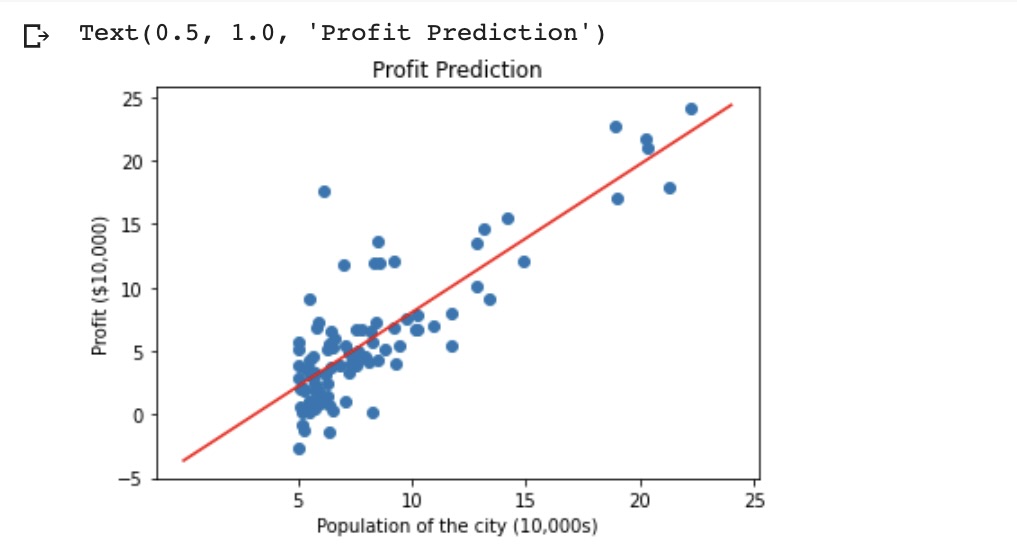 Text(0.5, 1.0, 'Profit Prediction')
Profit Prediction
25
20
15
10
5
0
−5
Profit ($10,000)
5 10 15 20 25
Population of the city (10,000s)